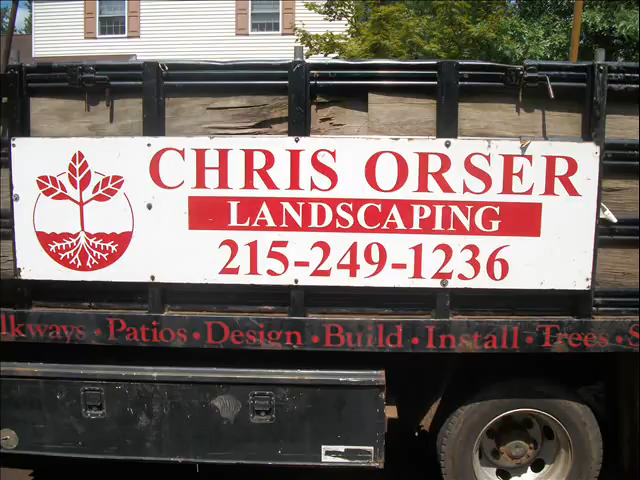 CHRIS ORSER
LANDSCAPING
215-249-1236
lkways • Patios • Design • Build • Install • Trees • S